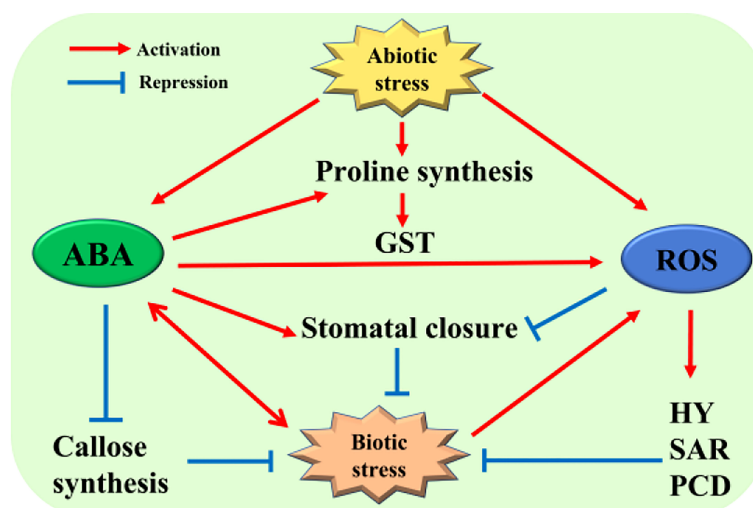 Activation
Repression
Abiotic
stress
Proline synthesis
GST
ABA
ROS
Stomatal closure
HY
SAR
PCD
Callose
synthesis
Biotic
stress